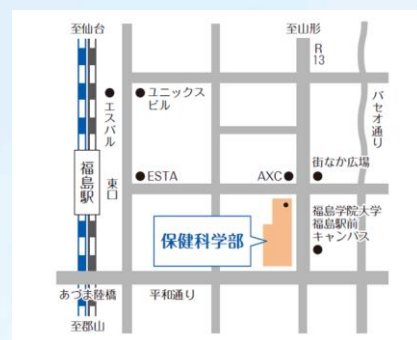 至仙台
至山形
R
13
ユニックス
ビル
エスパル
パセオ通り
福島駅
東口
ESTA
AXC
街なか広場
保健科学部
福島学院大学
福島駅前
キャンパス
あづま陸橋
平和通り
至郡山